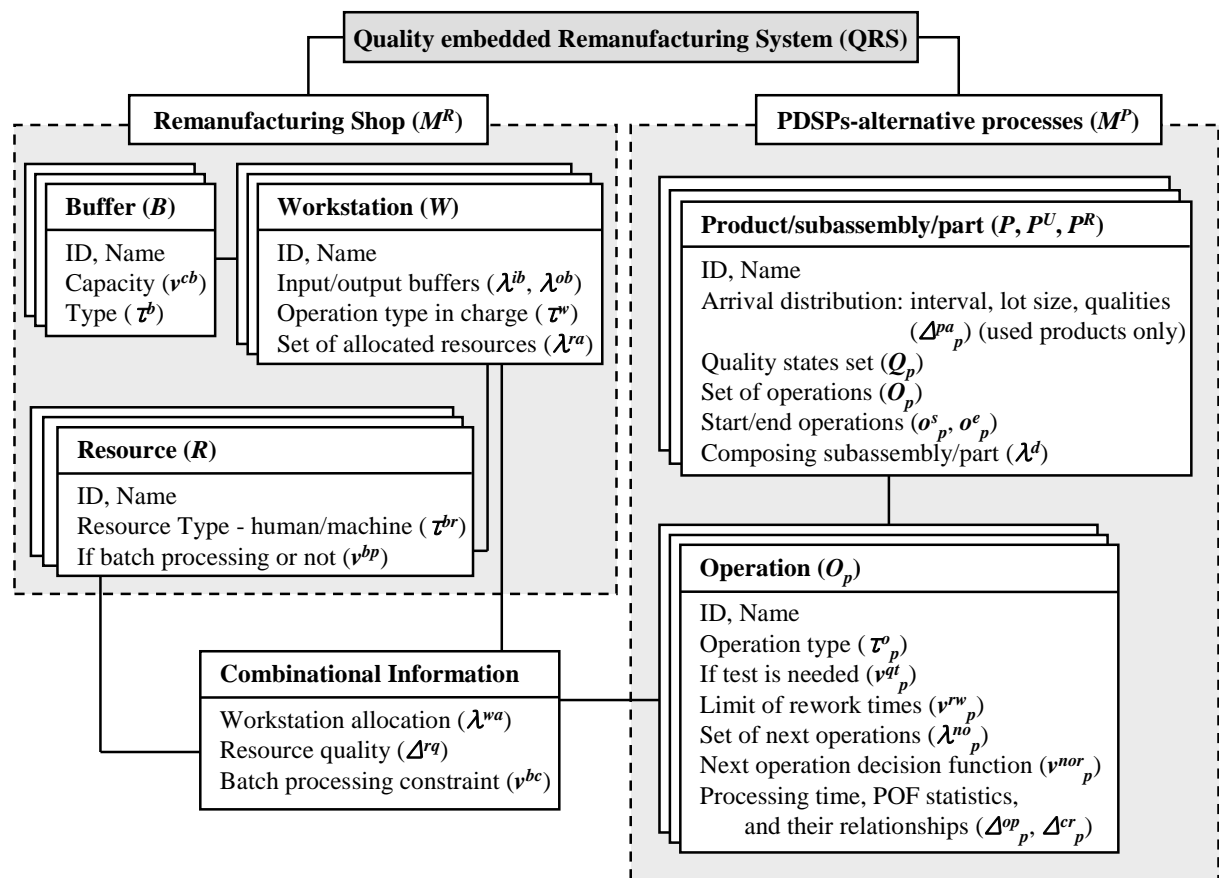 Quality embedded Remanufacturing System (QRS)
Remanufacturing Shop (M^R)
Buffer (B)
ID, Name
Capacity (v^cb)
Type (τ^b)
Workstation (W)
ID, Name
Input/output buffers (λ^ib, λ^ob)
Operation type in charge (τ^w)
Set of allocated resources (λ^ra)
Resource (R)
ID, Name
Resource Type - human/machine (τ^br)
If batch processing or not (v^bp)
Combinational Information
Workstation allocation (λ^wa)
Resource quality (Δ^rq)
Batch processing constraint (v^bc)
PDSPs-alternative processes (M^P)
Product/subassembly/part (P, P^U, P^R)
ID, Name
Arrival distribution: interval, lot size, qualities
(Δ^pa_p) (used products only)
Quality states set (Q_p)
Set of operations (O_p)
Start/end operations (o^s_p, o^e_p)
Composing subassembly/part (λ^d)
Operation (O_p)
ID, Name
Operation type (τ^o_p)
If test is needed (v^qt_p)
Limit of rework times (v^rw_p)
Set of next operations (λ^no_p)
Next operation decision function (v^nor_p)
Processing time, POF statistics,
and their relationships (Δ^op_p, Δ^cr_p)